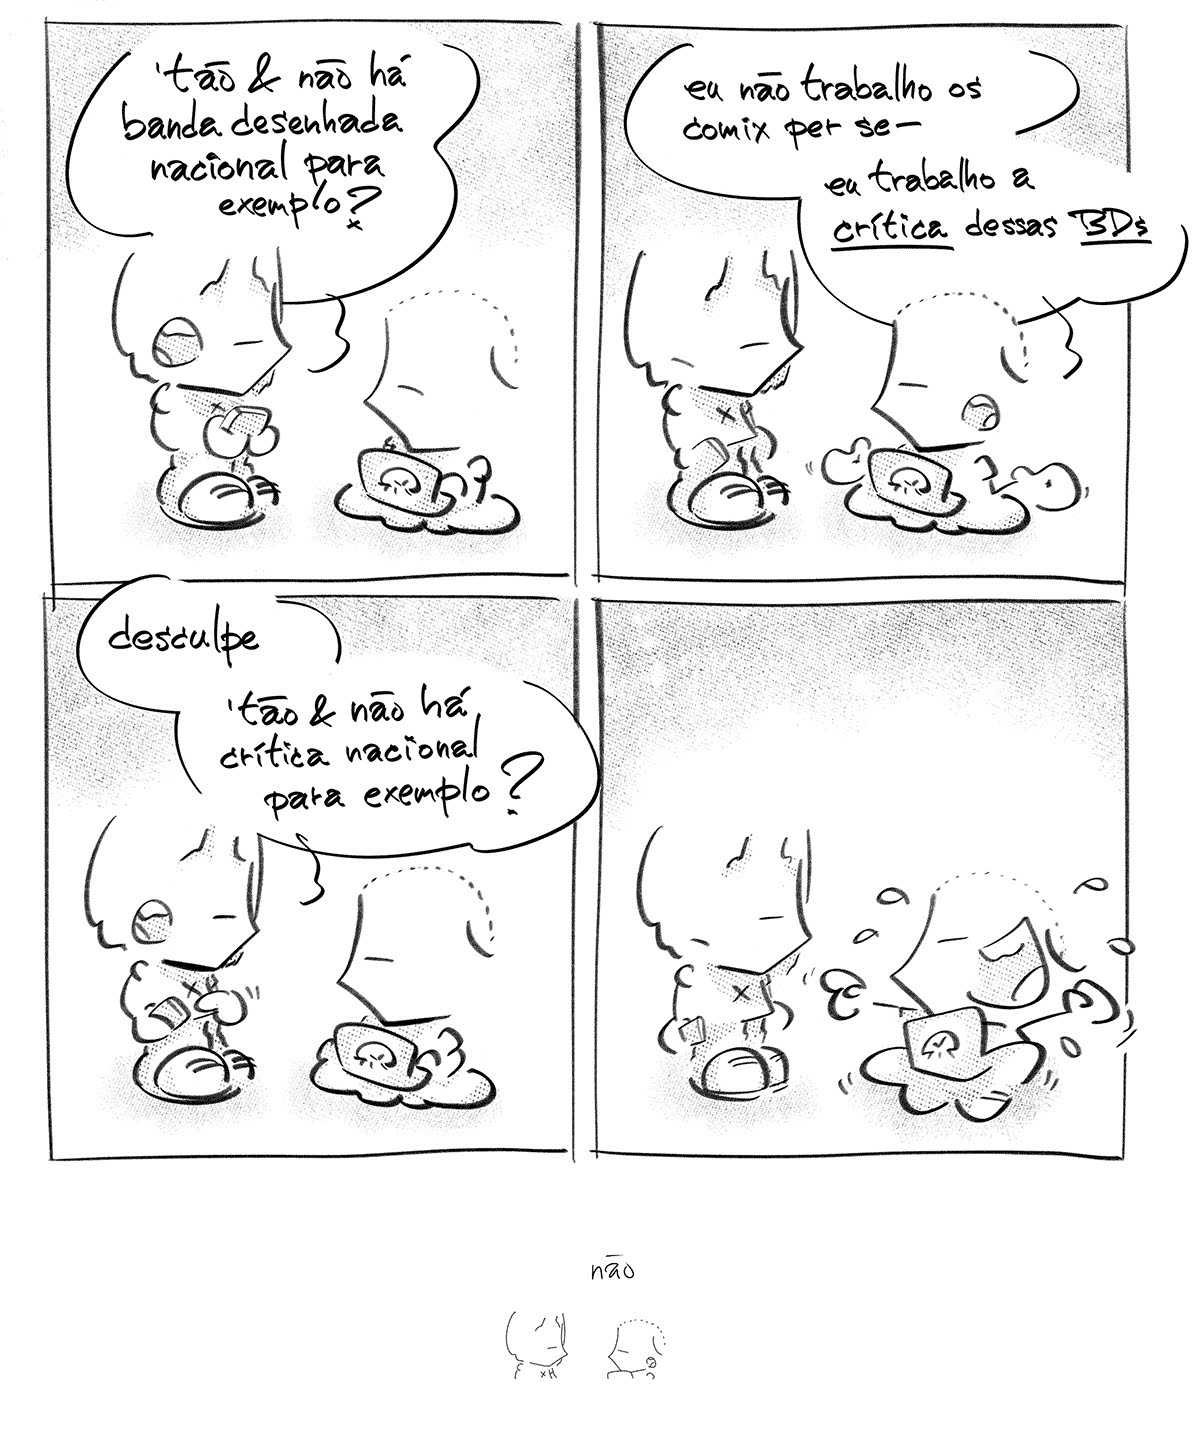 'tão & não há
banda desenhada
nacional para
exemplo?
eu não trabalho os
comix per se—
eu trabalho a
crítica dessas BDs
desculpe
'tão & não há
crítica nacional
para exemplo?
não